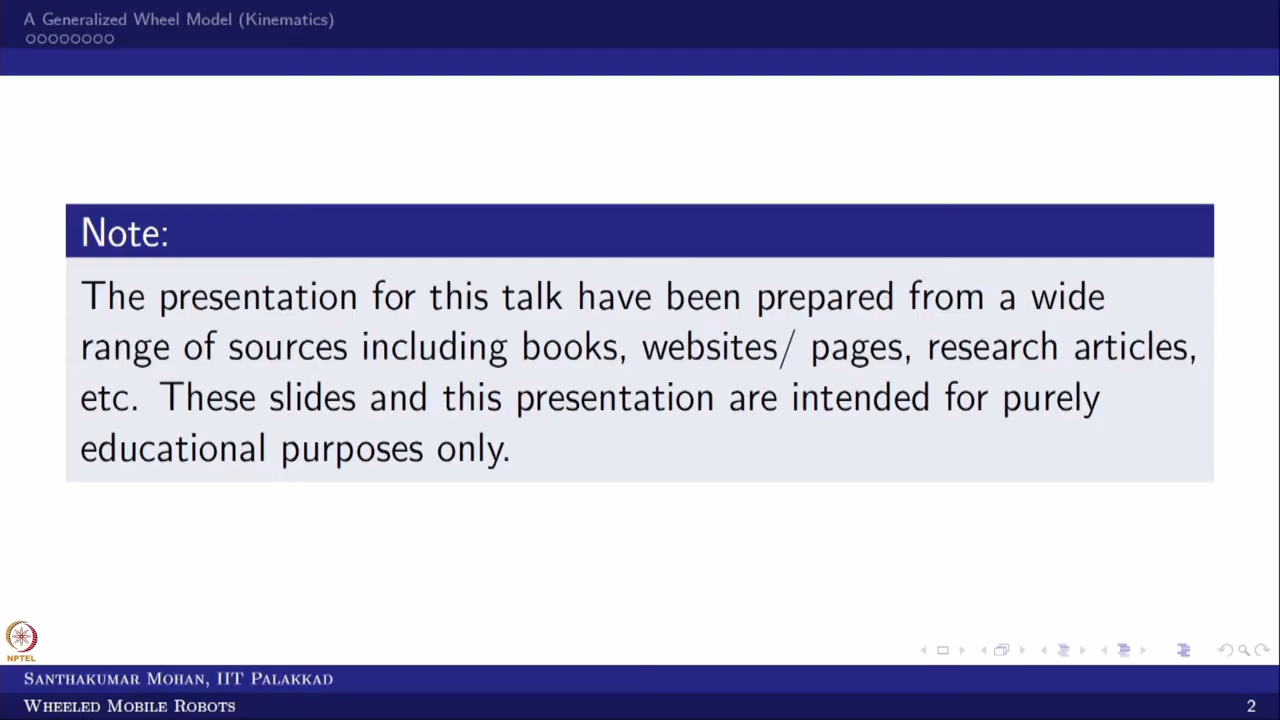 A Generalized Wheel Model (Kinematics)
Note:
The presentation for this talk have been prepared from a wide
range of sources including books, websites/ pages, research articles,
etc. These slides and this presentation are intended for purely
educational purposes only.
NPTEL
Santhakumar Mohan, IIT Palakkad
Wheeled Mobile Robots 2